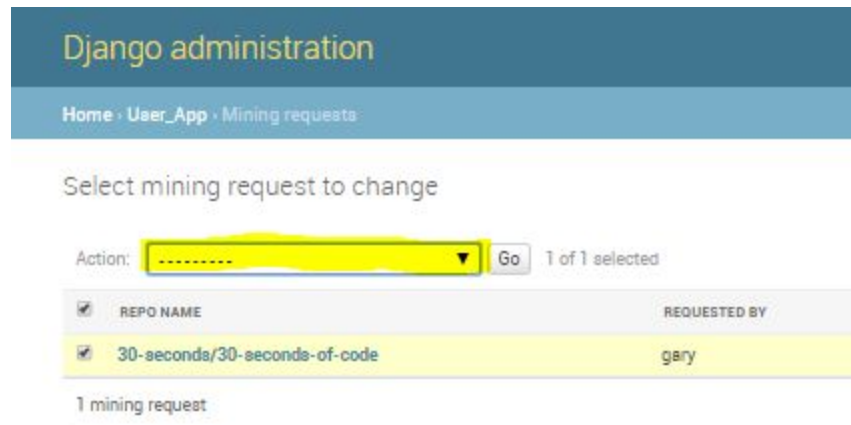 Django administration
Home › User_App › Mining requests
Select mining request to change
Action: --------- Go 1 of 1 selected
REPO NAME REQUESTED BY
30-seconds/30-seconds-of-code gary
1 mining request